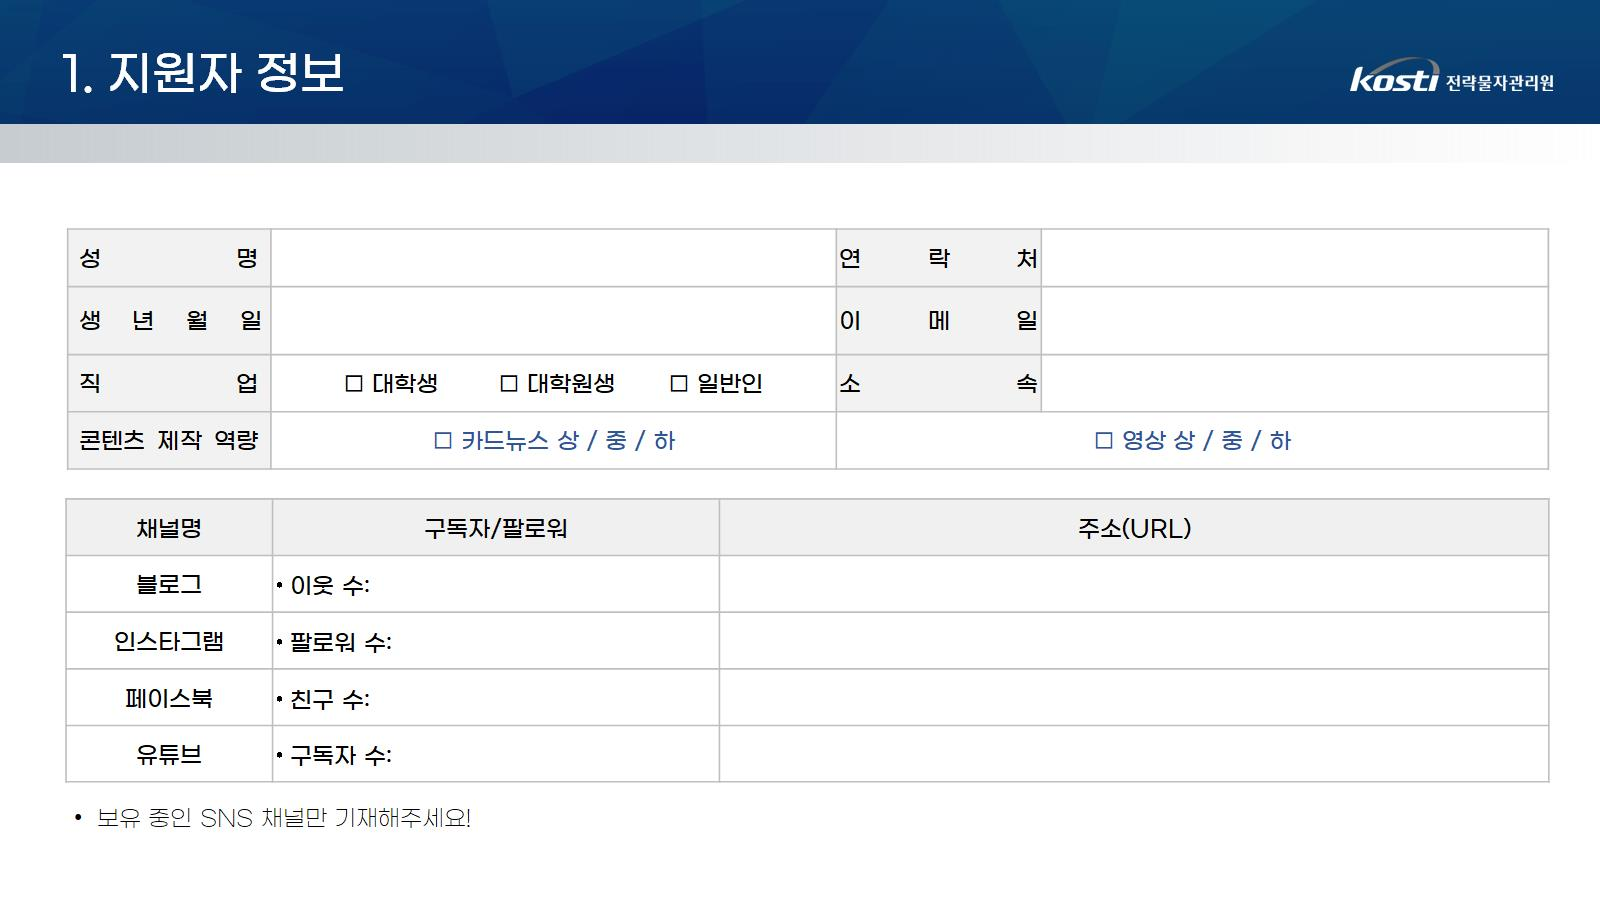 1. 지원자 정보
kosti 전략물자관리원
성 명
연 락 처
생 년 월 일
이 메 일
직 업
☐ 대학생 ☐ 대학원생 ☐ 일반인
소 속
콘텐츠 제작 역량
☐ 카드뉴스 상 / 중 / 하
☐ 영상 상 / 중 / 하
채널명
구독자/팔로워
주소(URL)
블로그
• 이웃 수:
인스타그램
• 팔로워 수:
페이스북
• 친구 수:
유튜브
• 구독자 수:
• 보유 중인 SNS 채널만 기재해주세요!